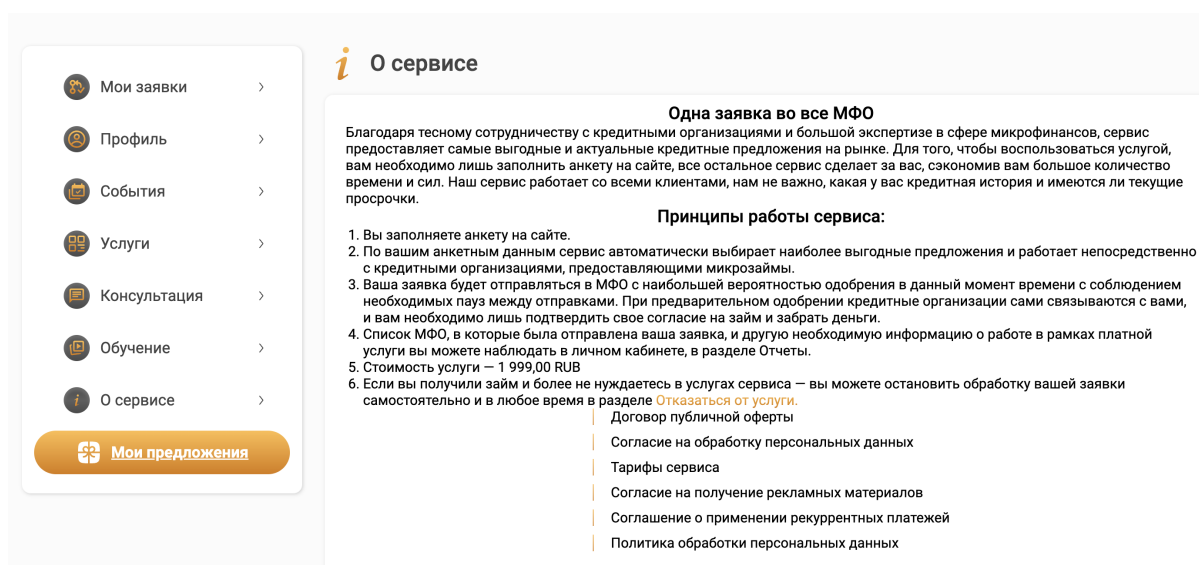 Мои заявки
Профиль
События
Услуги
Консультация
Обучение
О сервисе
Мои предложения
О сервисе
Одна заявка во все МФО
Благодаря тесному сотрудничеству с кредитными организациями и большой экспертизе в сфере микрофинансов, сервис
предоставляет самые выгодные и актуальные кредитные предложения на рынке. Для того, чтобы воспользоваться услугой,
вам необходимо лишь заполнить анкету на сайте, все остальное сервис сделает за вас, сэкономив вам большое количество
времени и сил. Наш сервис работает со всеми клиентами, нам не важно, какая у вас кредитная история и имеются ли текущие
просрочки.
Принципы работы сервиса:
1. Вы заполняете анкету на сайте.
2. По вашим анкетным данным сервис автоматически выбирает наиболее выгодные предложения и работает непосредственно
с кредитными организациями, предоставляющими микрозаймы.
3. Ваша заявка будет отправляться в МФО с наибольшей вероятностью одобрения в данный момент времени с соблюдением
необходимых пауз между отправками. При предварительном одобрении кредитные организации сами связываются с вами,
и вам необходимо лишь подтвердить свое согласие на займ и забрать деньги.
4. Список МФО, в которые была отправлена ваша заявка, и другую необходимую информацию о работе в рамках платной
услуги вы можете наблюдать в личном кабинете, в разделе Отчеты.
5. Стоимость услуги — 1 999,00 RUB
6. Если вы получили займ и более не нуждаетесь в услугах сервиса — вы можете остановить обработку вашей заявки
самостоятельно и в любое время в разделе Отказаться от услуги.
Договор публичной оферты
Согласие на обработку персональных данных
Тарифы сервиса
Согласие на получение рекламных материалов
Соглашение о применении рекуррентных платежей
Политика обработки персональных данных